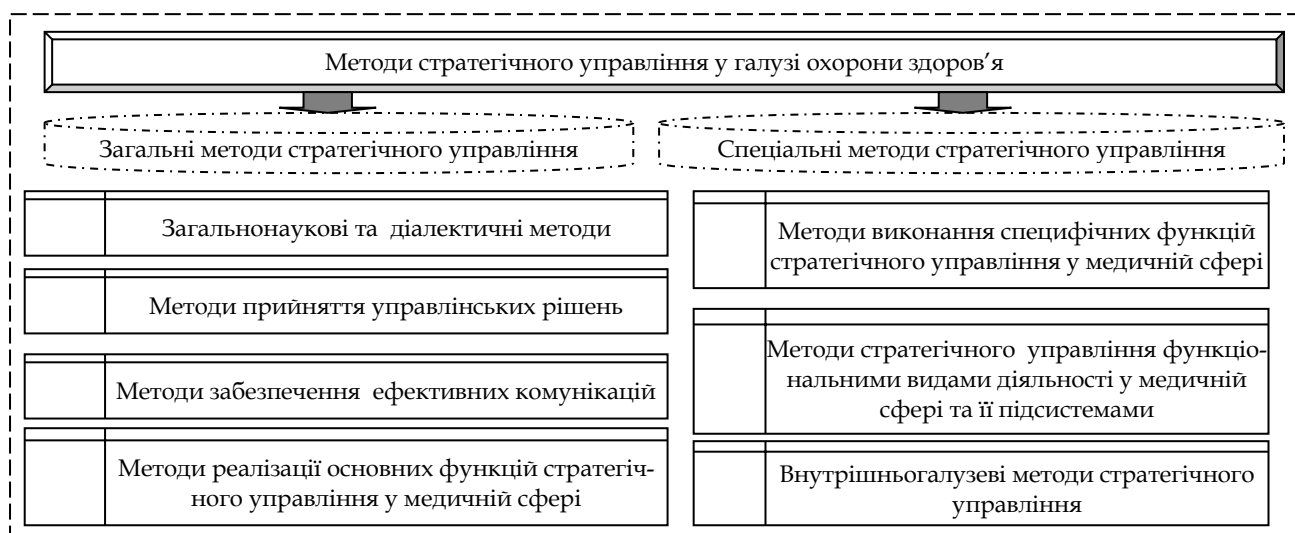 Методи стратегічного управління у галузі охорони здоров’я
Загальні методи стратегічного управління
Спеціальні методи стратегічного управління
Загальнонаукові та діалектичні методи
Методи прийняття управлінських рішень
Методи забезпечення ефективних комунікацій
Методи реалізації основних функцій стратегіч-
ного управління у медичній сфері
Методи виконання специфічних функцій
стратегічного управління у медичній сфері
Методи стратегічного управління функціо-
нальними видами діяльності у медичній
сфері та її підсистемами
Внутрішньогалузеві методи стратегічного
управління